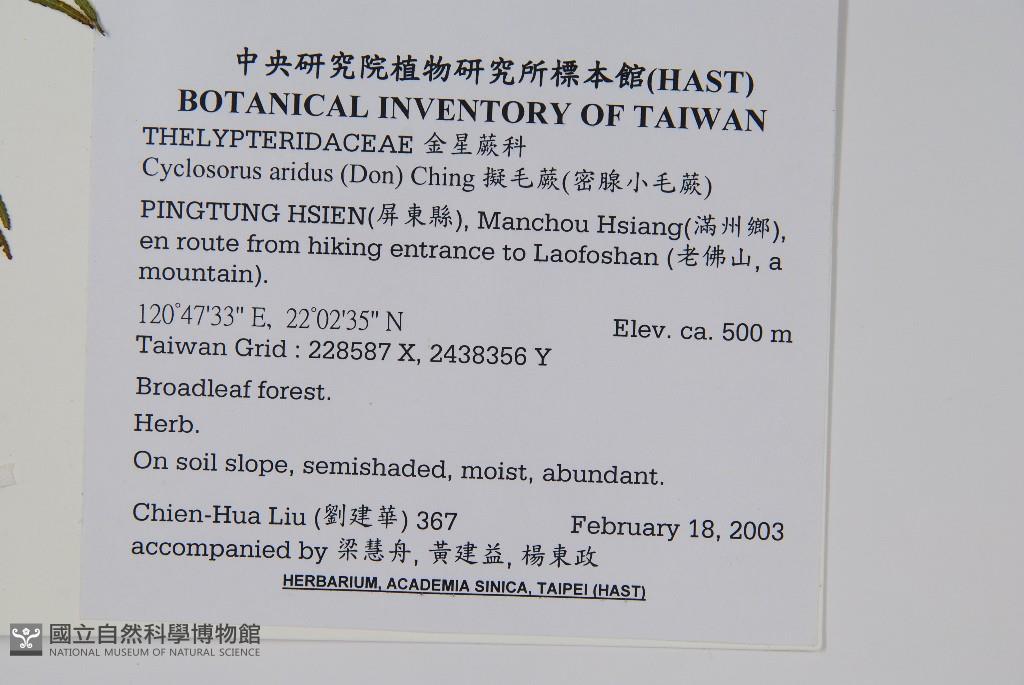 中央研究院植物研究所標本館(HAST)
BOTANICAL INVENTORY OF TAIWAN
THELYPTERIDACEAE 金星蕨科
Cyclosorus aridus (Don) Ching 擬毛蕨(密腺小毛蕨)
PINGTUNG HSIEN(屏東縣), Manchou Hsiang(滿州鄉),
en route from hiking entrance to Laofoshan (老佛山, a
mountain).
120°47'33" E, 22°02'35" N Elev. ca. 500 m
Taiwan Grid : 228587 X, 2438356 Y
Broadleaf forest.
Herb.
On soil slope, semishaded, moist, abundant.
Chien-Hua Liu (劉建華) 367 February 18, 2003
accompanied by 梁慧舟, 黃建益, 楊東政
HERBARIUM, ACADEMIA SINICA, TAIPEI (HAST)
國立自然科學博物館
NATIONAL MUSEUM OF NATURAL SCIENCE